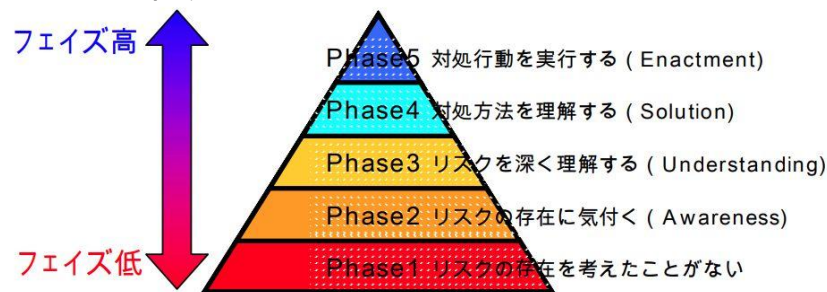 フェイズ高
Phase5 対処行動を実行する ( Enactment)
Phase4 対処方法を理解する ( Solution)
Phase3 リスクを深く理解する ( Understanding)
Phase2 リスクの存在に気付く ( Awareness)
フェイズ低
Phase1 リスクの存在を考えたことがない